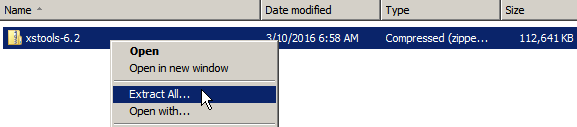 Name Date modified Type Size
xstools-6.2 3/10/2016 6:58 AM Compressed (zippe... 112,641 KB
Open
Open in new window
Extract All...
Open with...